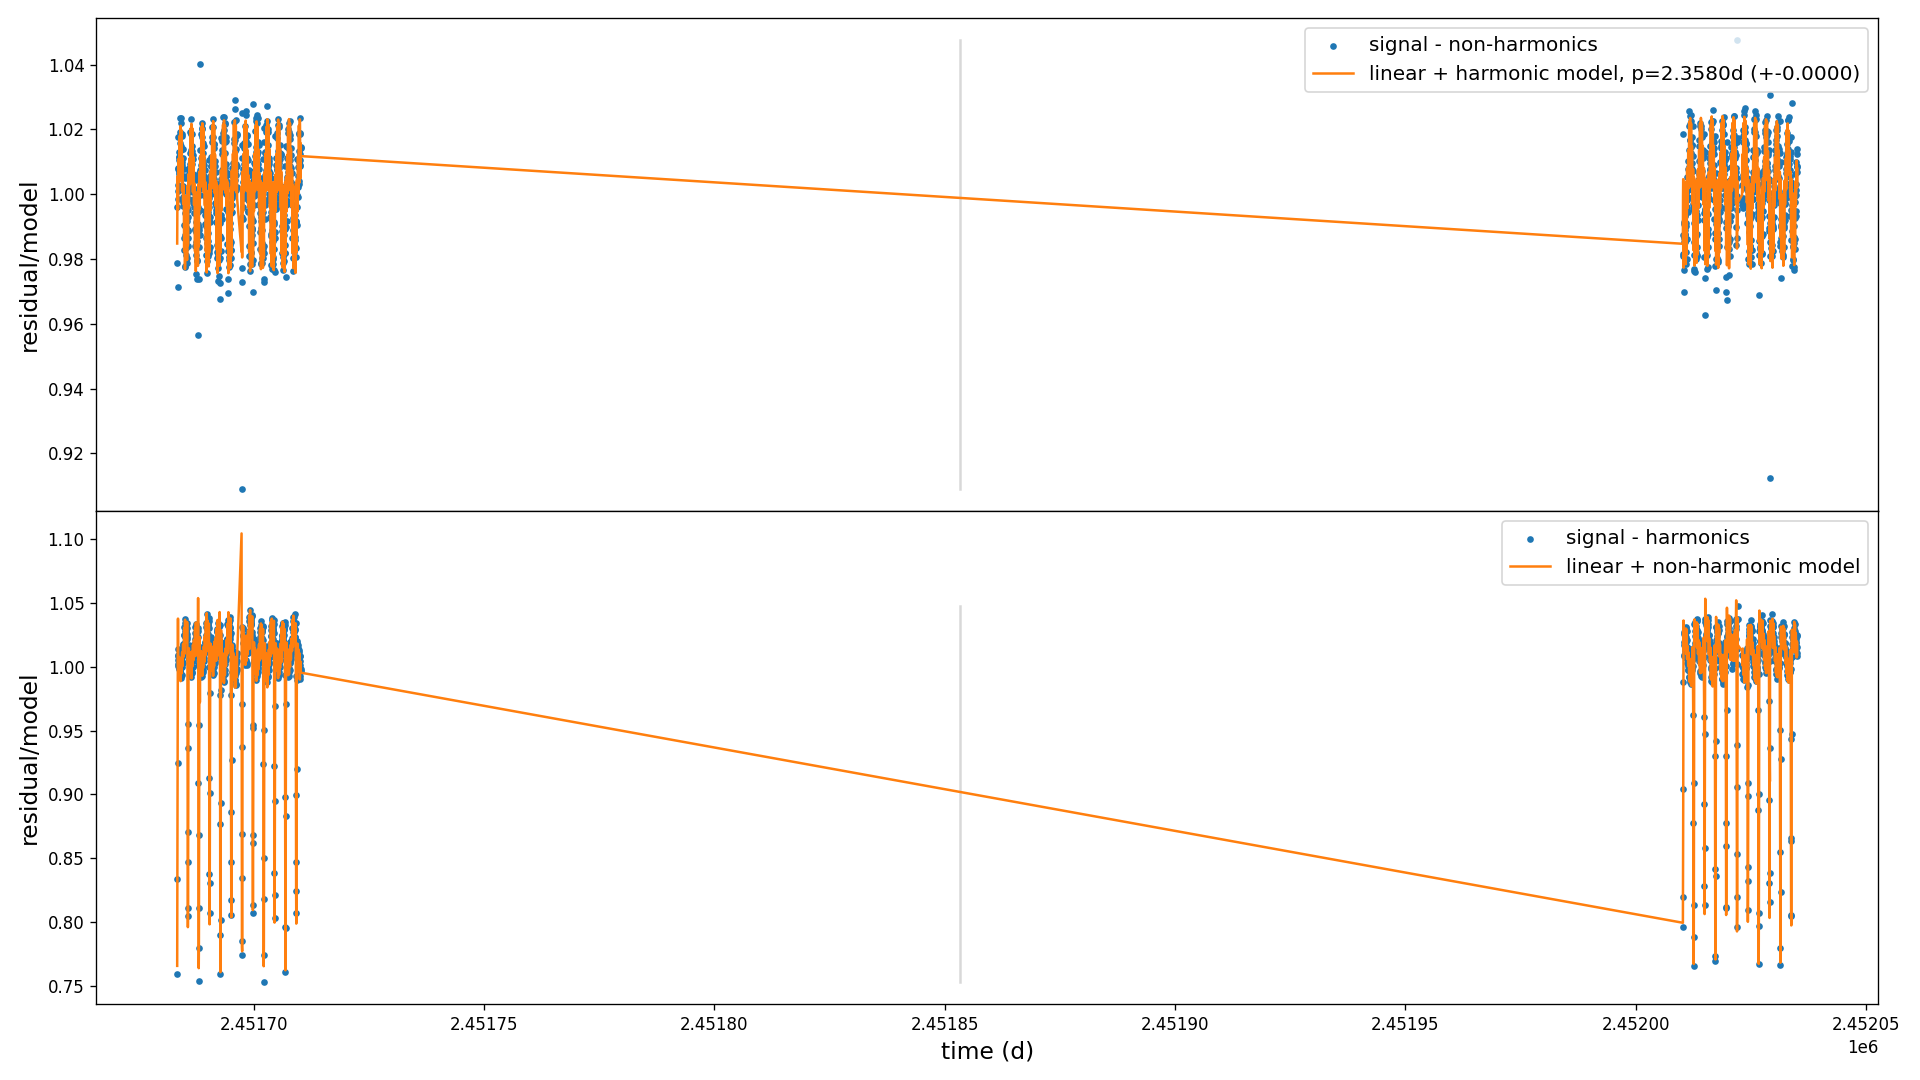 residual/model
1.04
1.02
1.00
0.98
0.96
0.94
0.92
signal - non-harmonics
linear + harmonic model, p=2.3580d (+-0.0000)
residual/model
1.10
1.05
1.00
0.95
0.90
0.85
0.80
0.75
signal - harmonics
linear + non-harmonic model
2.45170 2.45175 2.45180 2.45185 2.45190 2.45195 2.45200 2.45205
time (d)
1e6